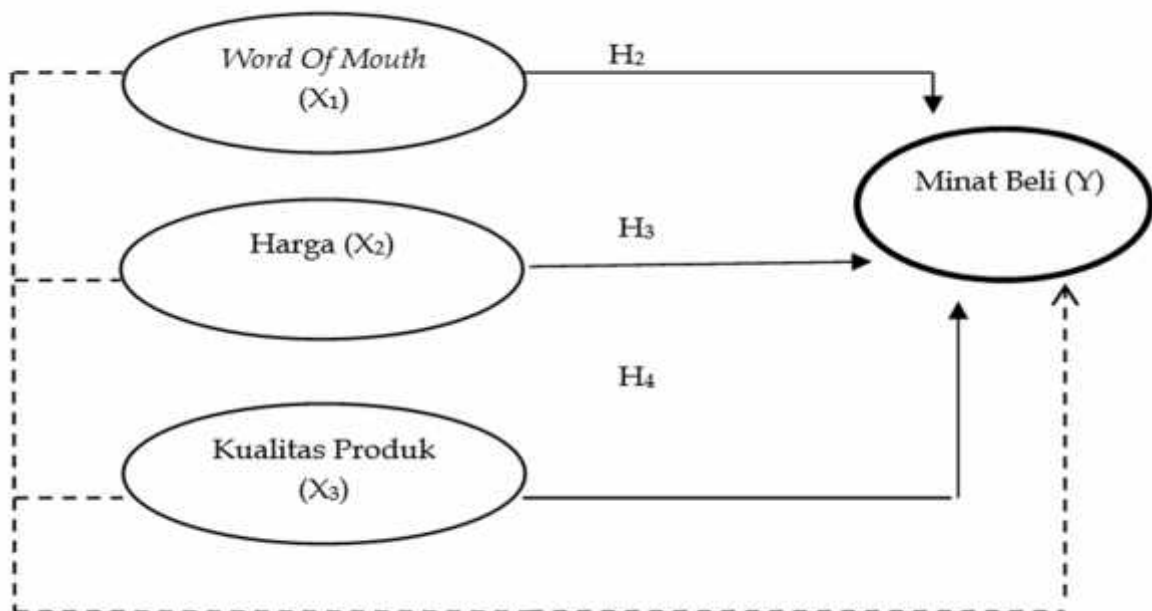 Word Of Mouth
(X₁)
H₂
Minat Beli (Y)
Harga (X₂)
H₃
H₄
Kualitas Produk
(X₃)